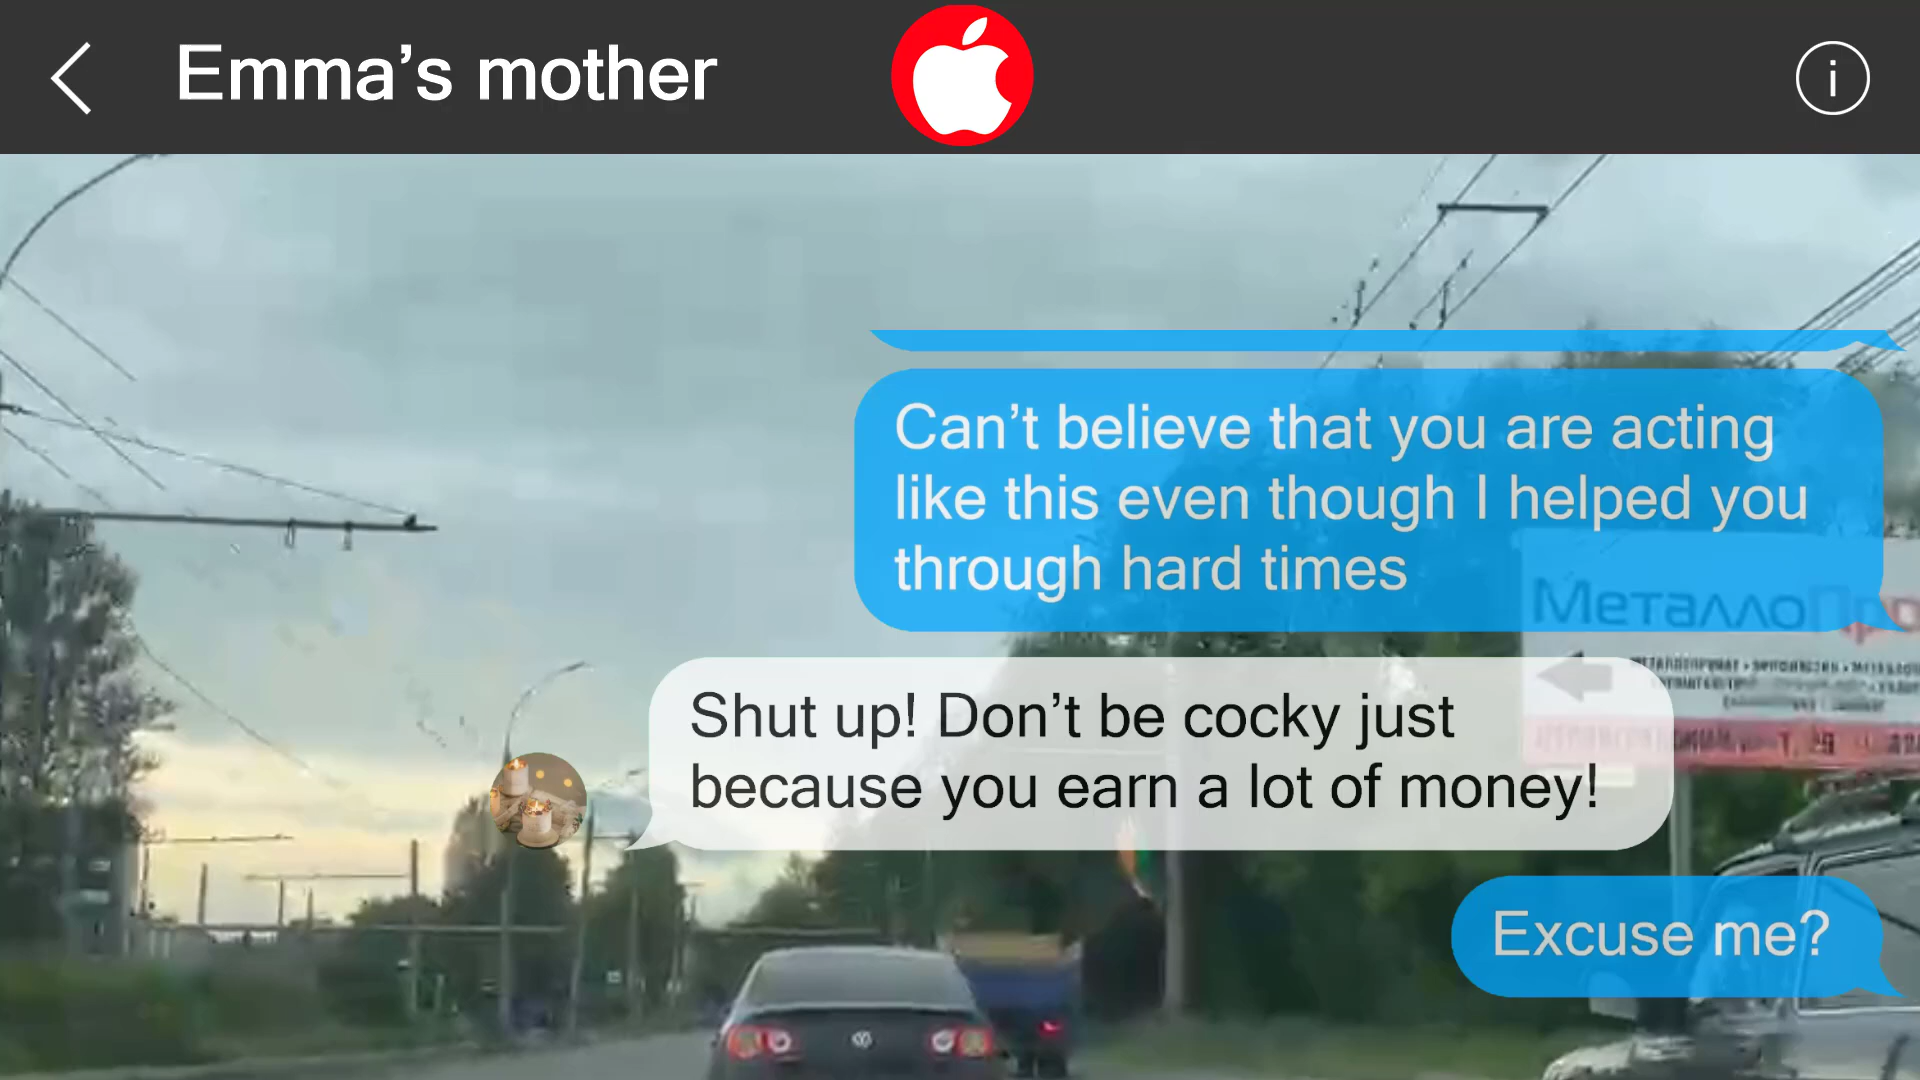 Emma’s mother
Can’t believe that you are acting
like this even though I helped you
through hard times
МеталлоПро
Shut up! Don’t be cocky just
because you earn a lot of money!
Excuse me?